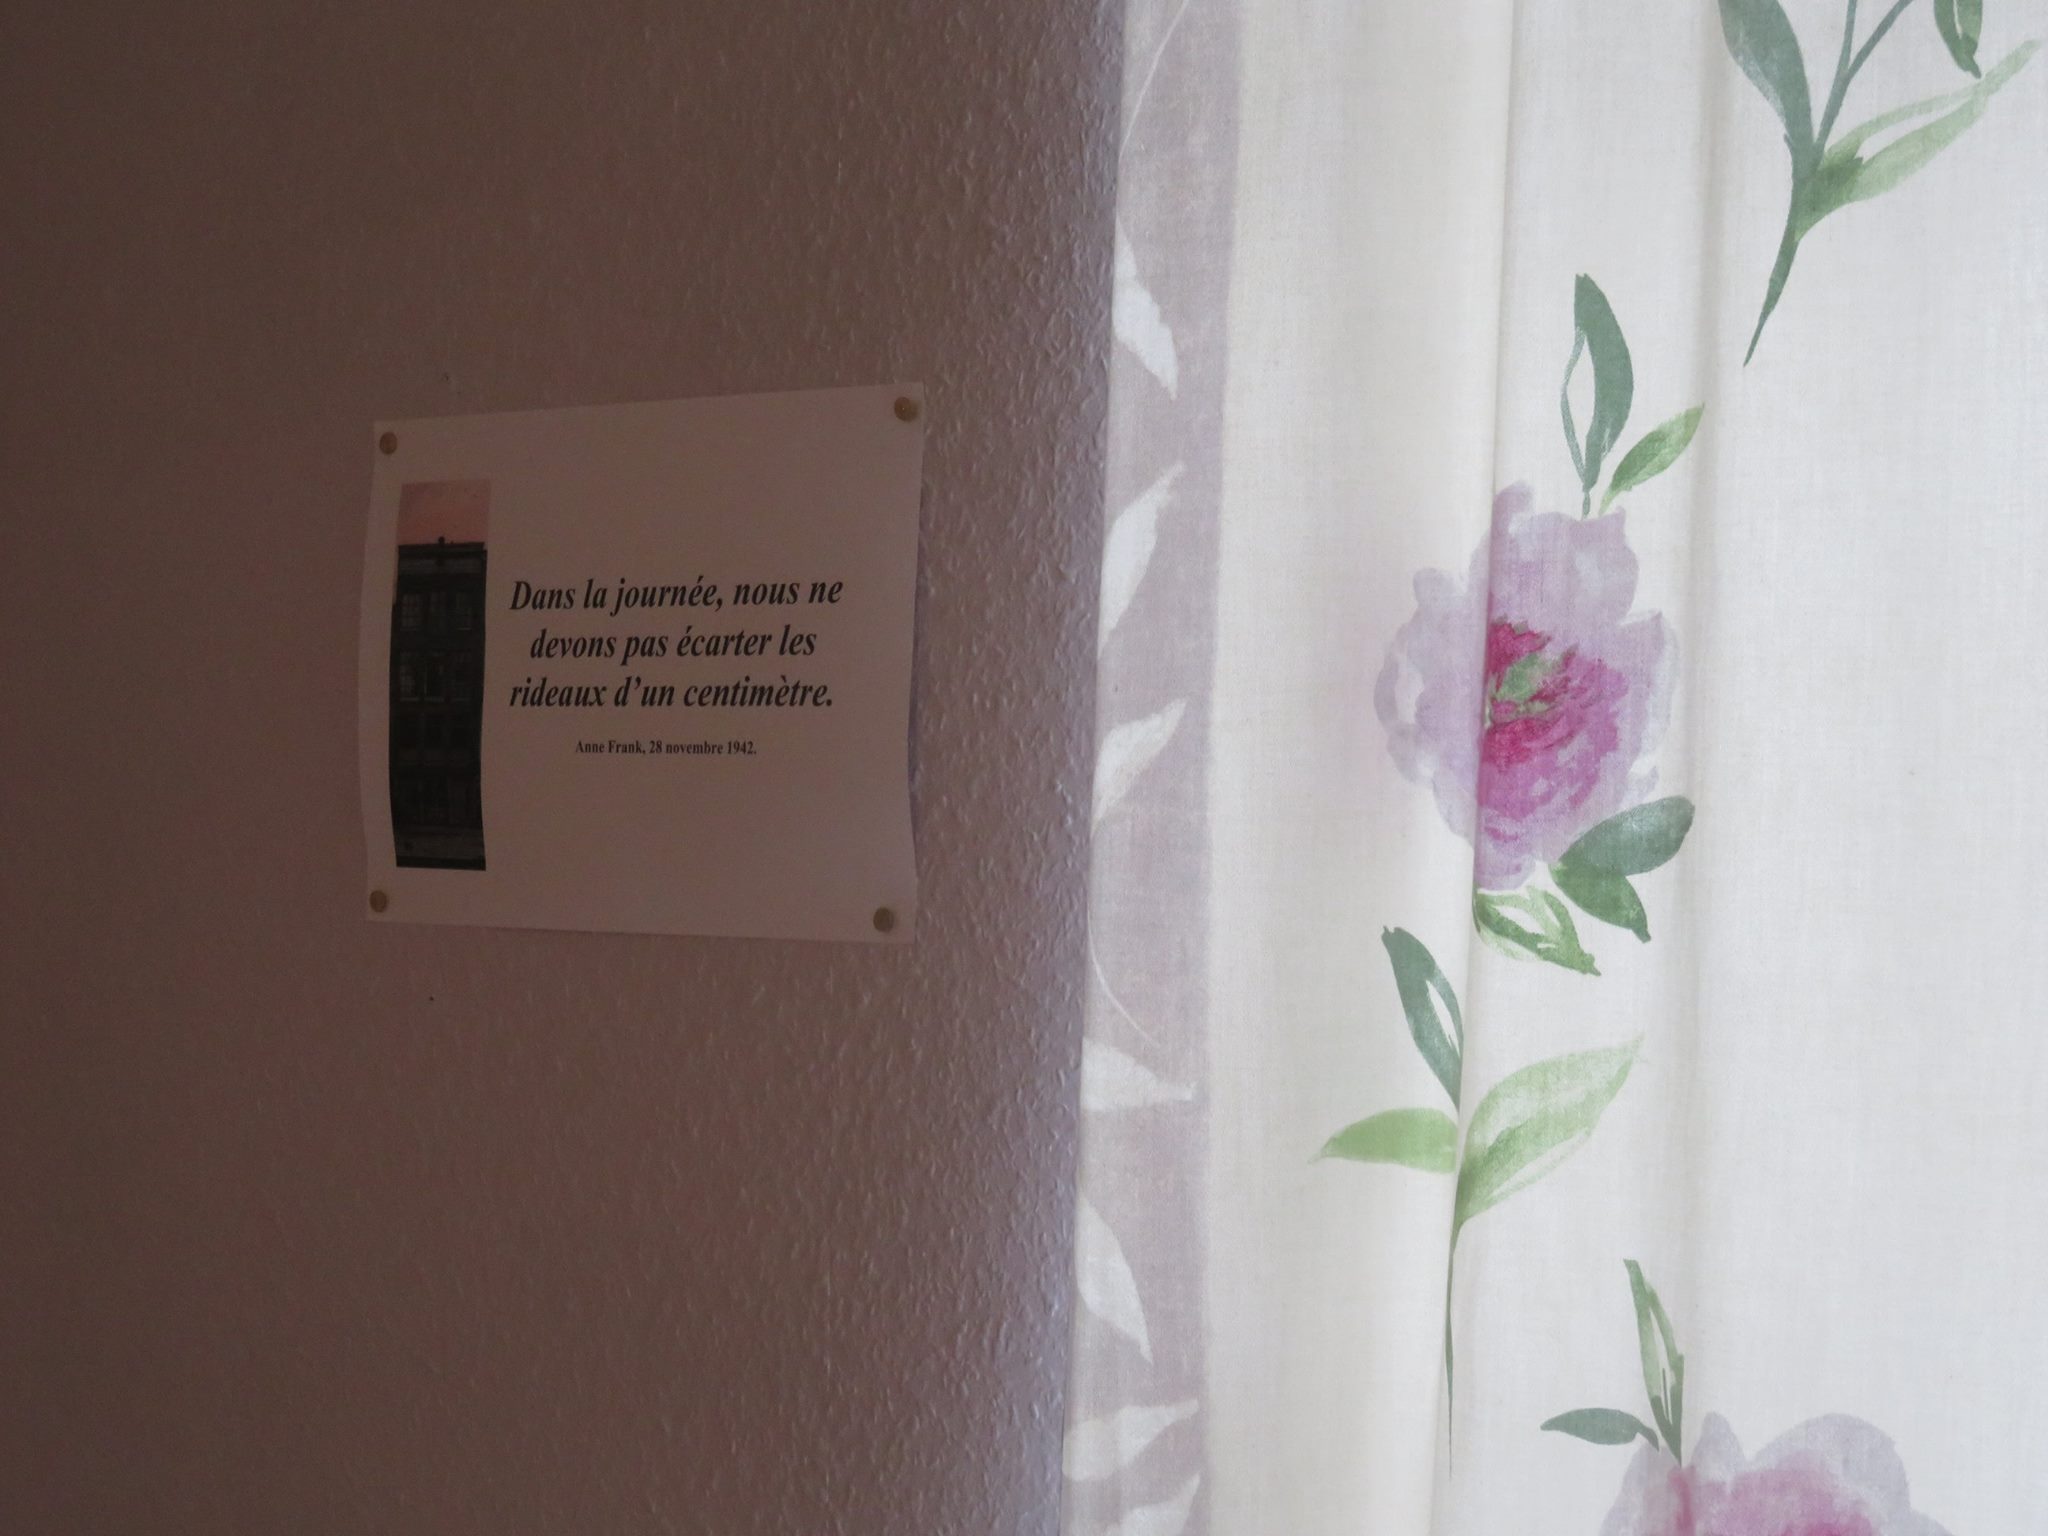 Dans la journée, nous ne
devons pas écarter les
rideaux d’un centimètre.
Anne Frank, 28 novembre 1942.